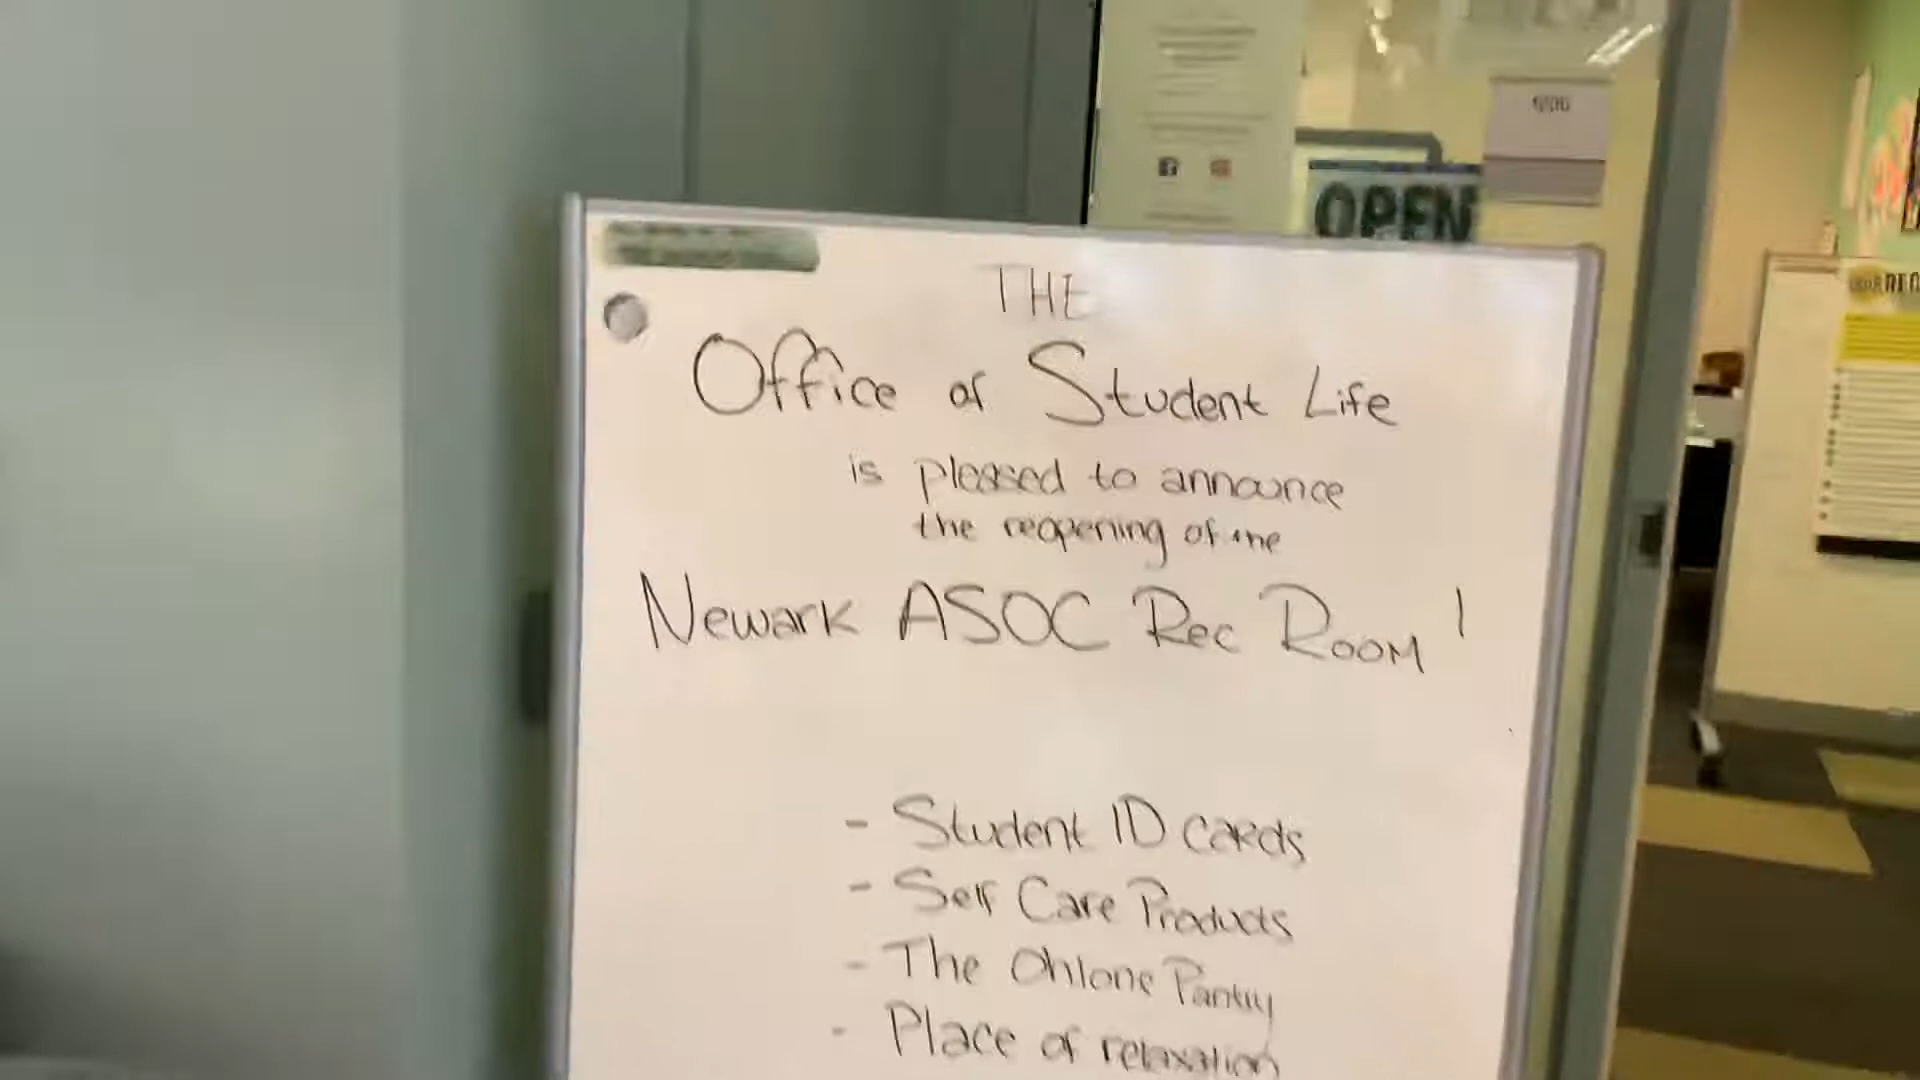 OPEN
THE
Office of Student Life
is pleased to announce
the reopening of the
Newark ASOC Rec Room!
- Student ID cards
- Self Care Products
- The Ohlone Pantry
- Place of relaxation